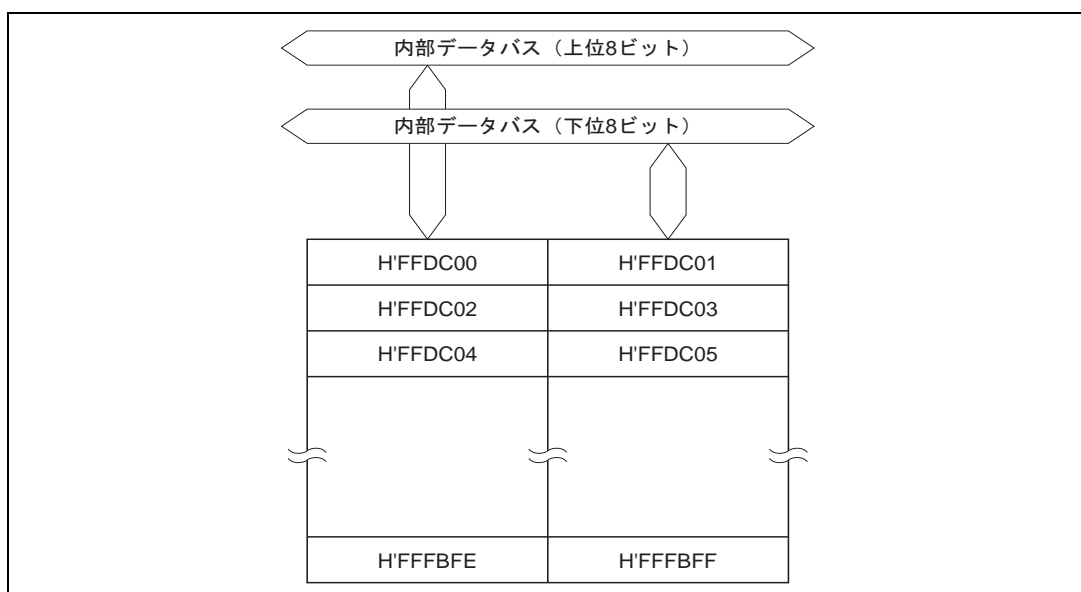 内部データバス（上位8ビット）
内部データバス（下位8ビット）
H'FFDC00 H'FFDC01
H'FFDC02 H'FFDC03
H'FFDC04 H'FFDC05
H'FFFBFE H'FFFBFF